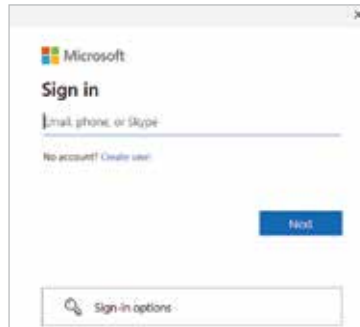 Microsoft
Sign in
Email, phone, or Skype
No account? Create one!
Next
Sign-in options